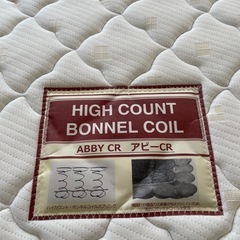 HIGH COUNT
BONNEL COIL
ABBY CR アビーCR